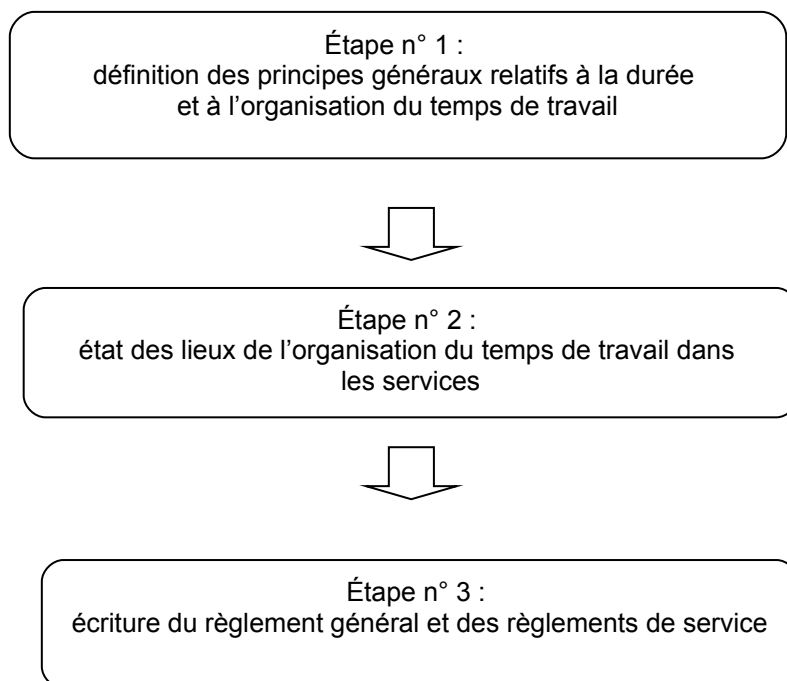 Étape n° 1 :
définition des principes généraux relatifs à la durée
et à l’organisation du temps de travail
Étape n° 2 :
état des lieux de l’organisation du temps de travail dans
les services
Étape n° 3 :
écriture du règlement général et des règlements de service